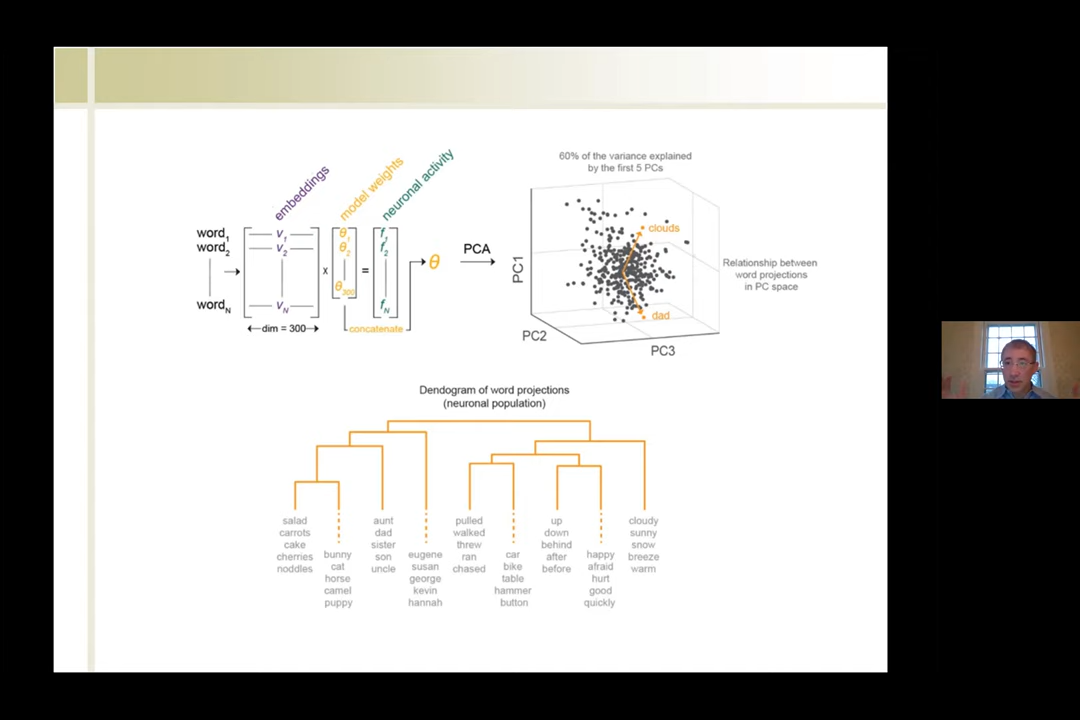 embeddings
model weights
neuronal activity
word1
word2
wordN
v1
v2
vN
x
θ1
θ2
θ300
=
f1
f2
fN
dim = 300
concatenate
θ
PCA
60% of the variance explained
by the first 5 PCs
clouds
dad
PC1
PC2
PC3
Relationship between
word projections
in PC space
Dendogram of word projections
(neuronal population)
salad
carrots
cake
cherries
noddles
bunny
cat
horse
camel
puppy
aunt
dad
sister
son
uncle
eugene
susan
george
kevin
hannah
pulled
walked
threw
ran
chased
car
bike
table
hammer
button
up
down
behind
after
before
happy
afraid
hurt
good
quickly
cloudy
sunny
snow
breeze
warm